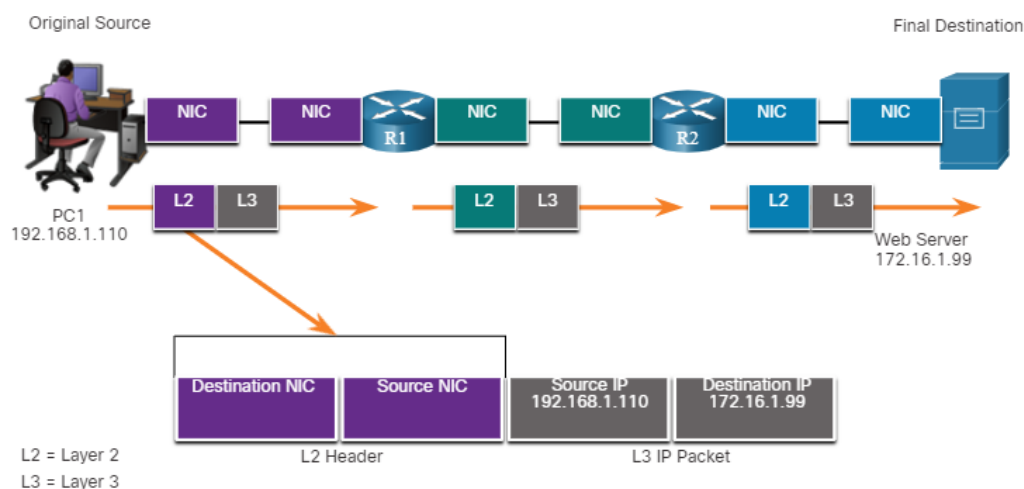 Original Source
Final Destination
NIC
NIC
R1
NIC
NIC
R2
NIC
NIC
L2
L3
L2
L3
L2
L3
PC1
192.168.1.110
Web Server
172.16.1.99
Destination NIC
Source NIC
Source IP
192.168.1.110
Destination IP
172.16.1.99
L2 = Layer 2
L2 Header
L3 IP Packet
L3 = Layer 3